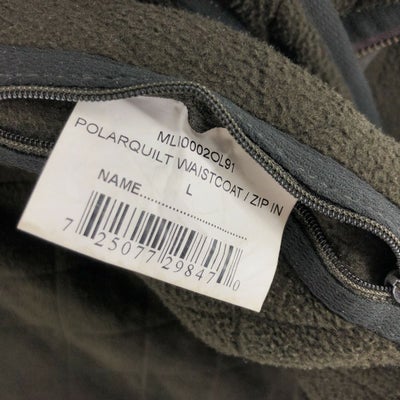 MLI0002OL91
POLARQUILT WAISTCOAT / ZIP IN
L
NAME
7 25077 29847 0